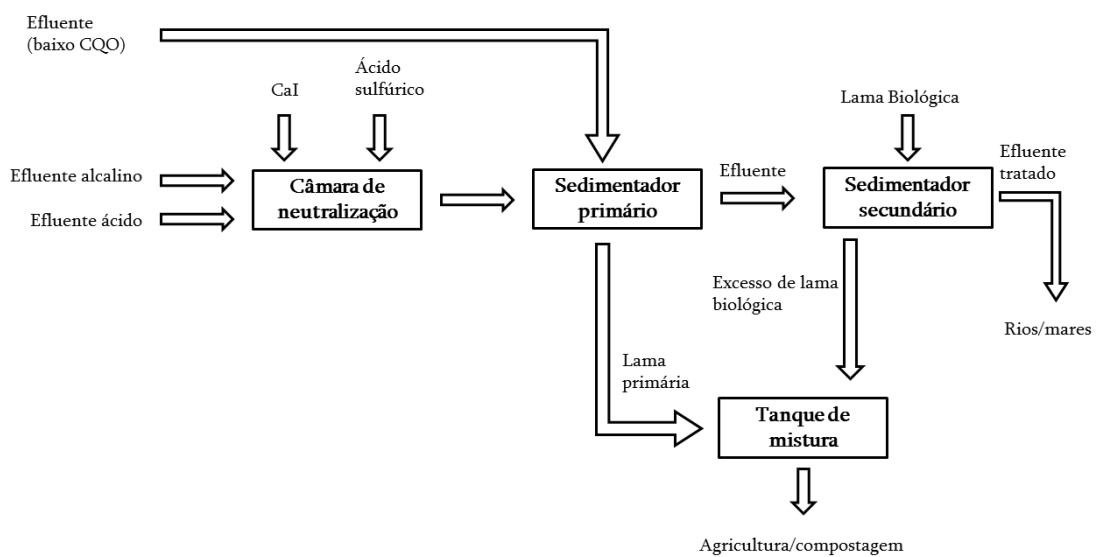 Efluente
(baixo CQO)
CaI
Ácido
sulfúrico
Lama Biológica
Efluente
tratado
Efluente alcalino
Efluente ácido
Câmara de
neutralização
Sedimentador
primário
Efluente
Sedimentador
secundário
Excesso de lama
biológica
Rios/mares
Lama
primária
Tanque de
mistura
Agricultura/compostagem